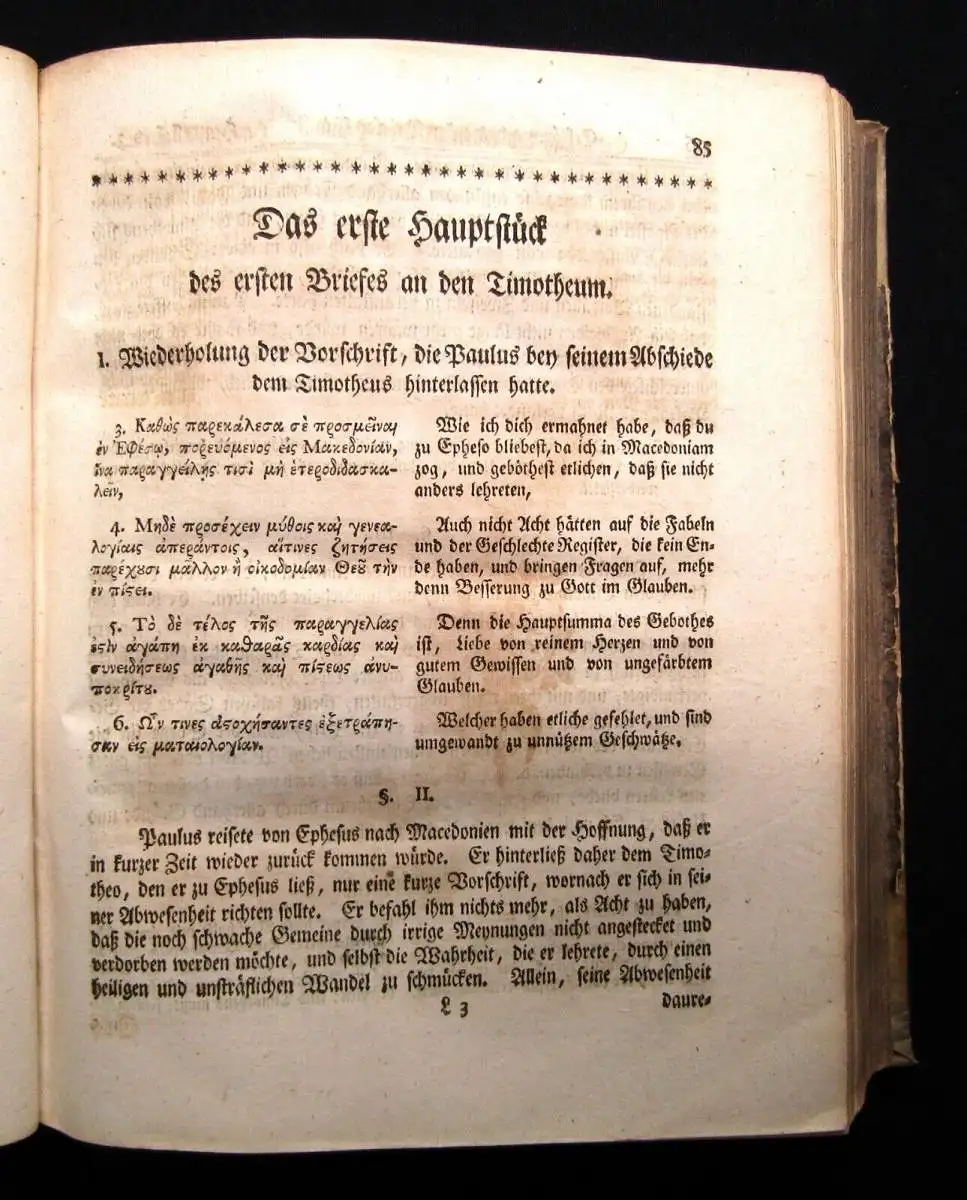 85
* * * * * * * * * * * * * * * * * * * * * * * * * * * * * * * * * * * * * * * *
Das erste Hauptstück
des ersten Briefes an den Timotheum.
1. Wiederholung der Vorschrift, die Paulus bey seinem Abschiede
dem Timotheus hinterlassen hatte.
3. Καθὼς παρεκάλεσα σὲ προσμεῖναι
ἐν Ἐφέσῳ, πορευόμενος εἰς Μακεδονίαν,
ἵνα παραγγείλῃς τισὶ μὴ ἑτεροδιδασκα-
λεῖν,
4. Μηδὲ προσέχειν μύθοις καὶ γενεα-
λογίαις ἀπεράντοις, αἵτινες ζητήσεις
παρέχουσι μᾶλλον ἢ οἰκοδομίαν Θεοῦ τὴν
ἐν πίστει.
5. Τὸ δὲ τέλος τῆς παραγγελίας
ἐστὶν ἀγάπη ἐκ καθαρᾶς καρδίας καὶ
συνειδήσεως ἀγαθῆς καὶ πίστεως ἀνυ-
ποκρίτου.
6. Ὧν τινες ἀστοχήσαντες ἐξετράπη-
σαν εἰς ματαιολογίαν.
Wie ich dich ermahnet habe, daß du
zu Epheso bliebest, da ich in Macedoniam
zog, und geböthest etlichen, daß sie nicht
anders lehreten,
Auch nicht Acht hätten auf die Fabeln
und der Geschlechte Register, die kein En-
de haben, und bringen Fragen auf, mehr
denn Besserung zu Gott im Glauben.
Denn die Hauptsumma des Gebothes
ist, Liebe von reinem Herzen und von
gutem Gewissen und von ungefärbtem
Glauben.
Welcher haben etliche gefehlet, und sind
umgewandt zu unnützem Geschwätze.
§. II.
Paulus reisete von Ephesus nach Macedonien mit der Hoffnung, daß er
in kurzer Zeit wieder zurück kommen würde. Er hinterließ daher dem Timo-
theo, den er zu Ephesus ließ, nur eine kurze Vorschrift, wornach er sich in sei-
ner Abwesenheit richten sollte. Er befahl ihm nichts mehr, als Acht zu haben,
daß die noch schwache Gemeine durch irrige Meynungen nicht angestecket und
verdorben werden möchte, und selbst die Wahrheit, die er lehrete, durch einen
heiligen und unsträflichen Wandel zu schmücken. Allein, seine Abwesenheit
L 3
daure-